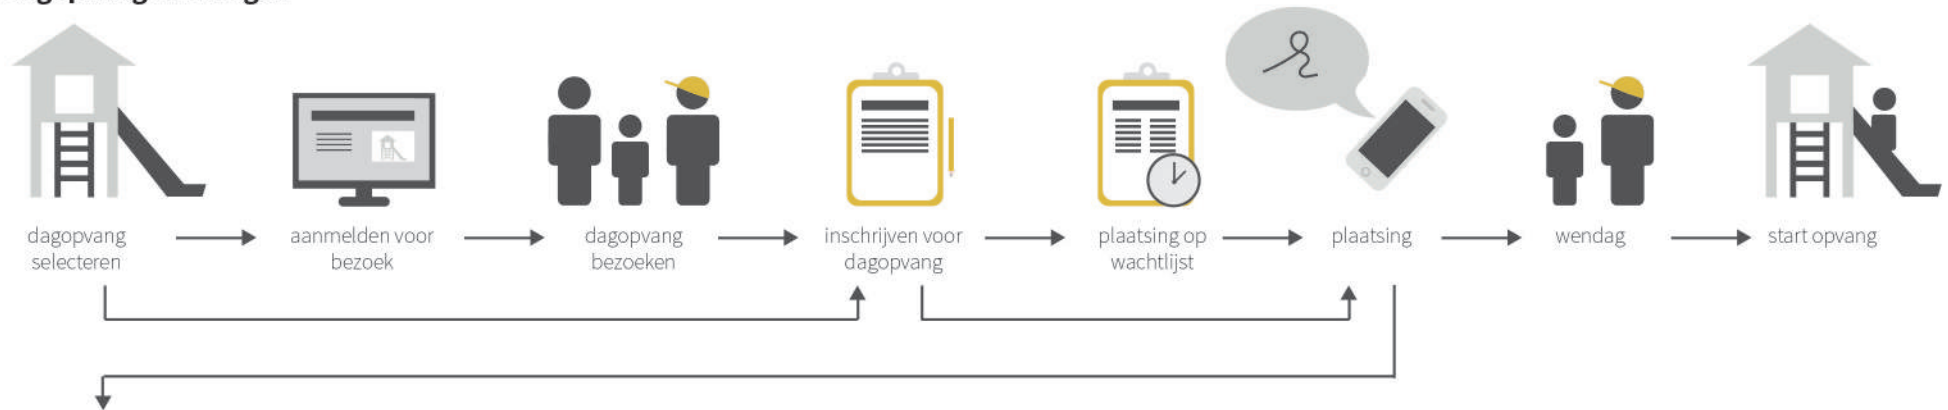 dagopvang
selecteren
aanmelden voor
bezoek
dagopvang
bezoeken
inschrijven voor
dagopvang
plaatsing op
wachtlijst
plaatsing
wendag
start opvang